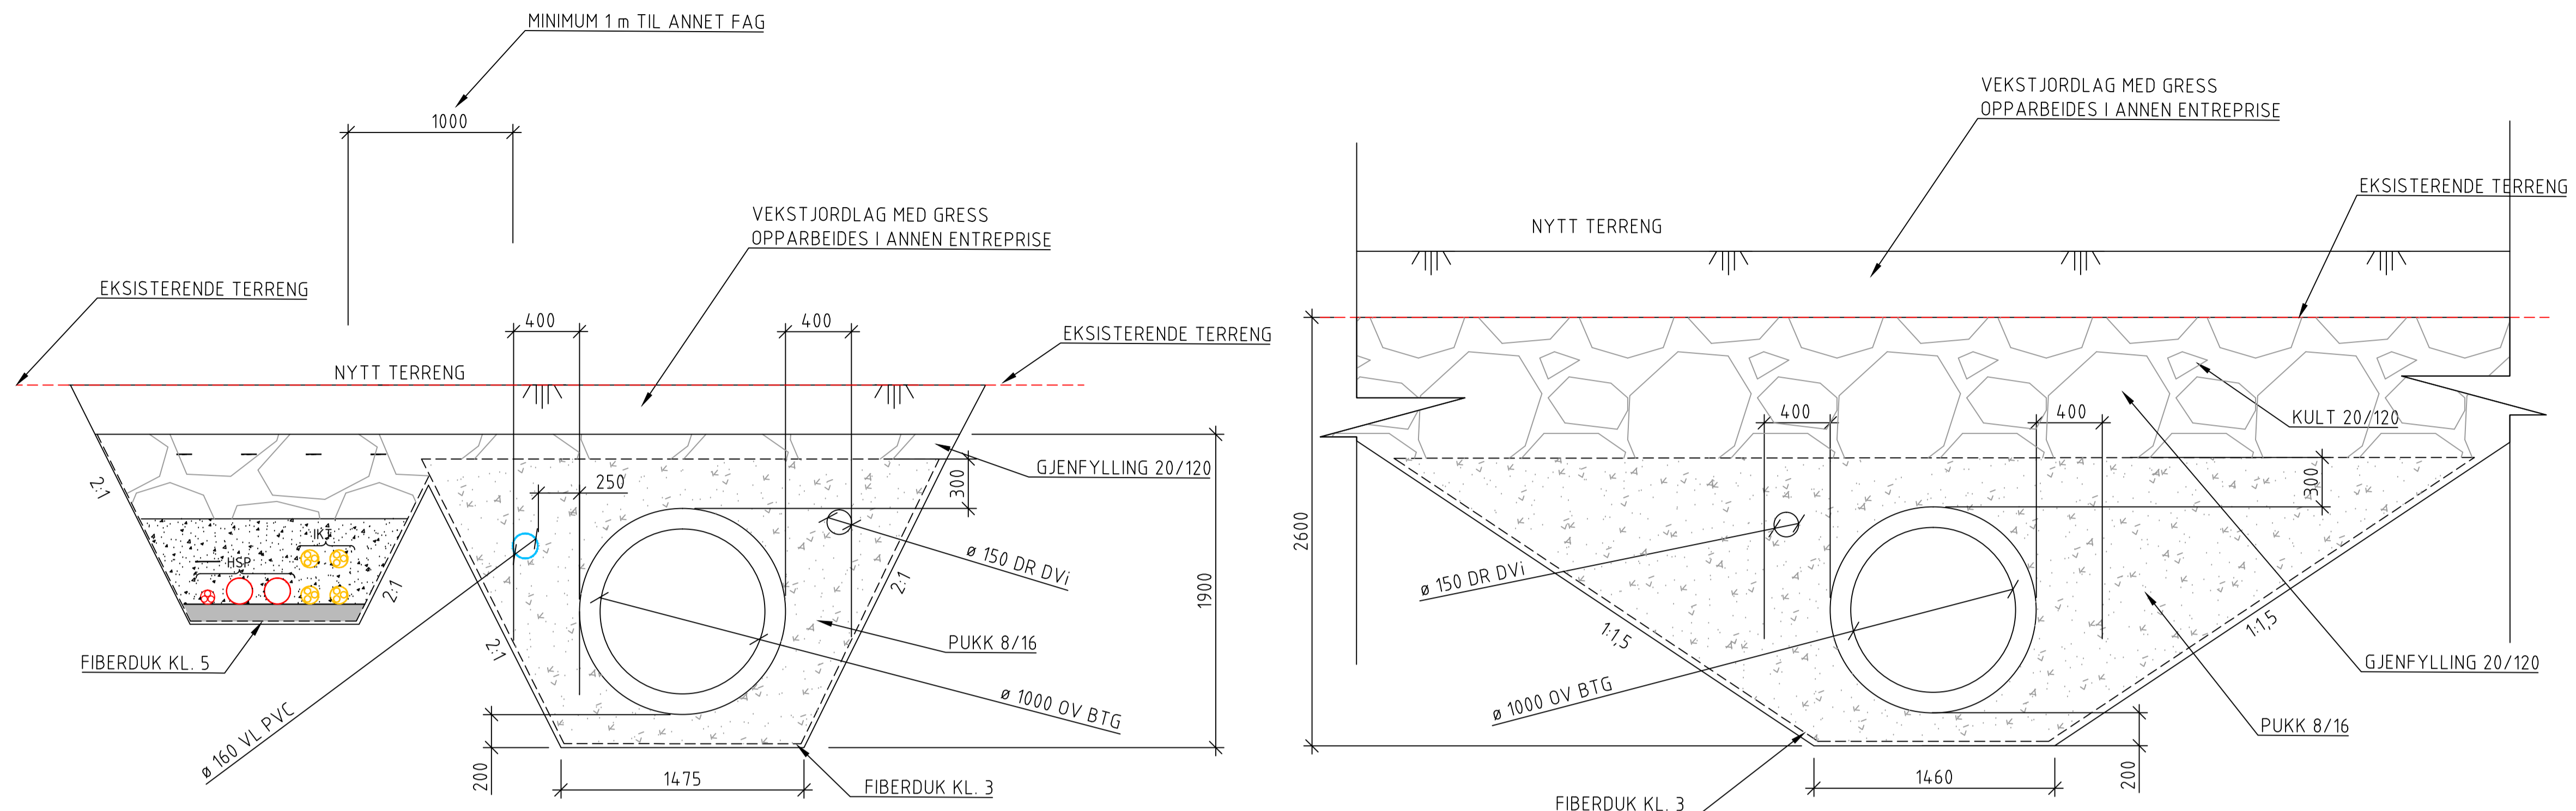 MINIMUM 1 m TIL ANNET FAG
1000
VEKSTJORDLAG MED GRESS
OPPARBEIDES I ANNEN ENTREPRISE
EKSISTERENDE TERRENG
400
400
EKSISTERENDE TERRENG
NYTT TERRENG
GJENFYLLING 20/120
2:1
250
300
IKT
HSP
ø 150 DR DVi
2:1
2:1
1900
2:1
PUKK 8/16
FIBERDUK KL. 5
ø 1000 OV BTG
ø 160 VL PVC
200
1475
FIBERDUK KL. 3
VEKSTJORDLAG MED GRESS
OPPARBEIDES I ANNEN ENTREPRISE
EKSISTERENDE TERRENG
NYTT TERRENG
400
400
KULT 20/120
300
2600
ø 150 DR DVi
1:1,5
1:1,5
GJENFYLLING 20/120
ø 1000 OV BTG
PUKK 8/16
1460
200
FIBERDUK KL. 3